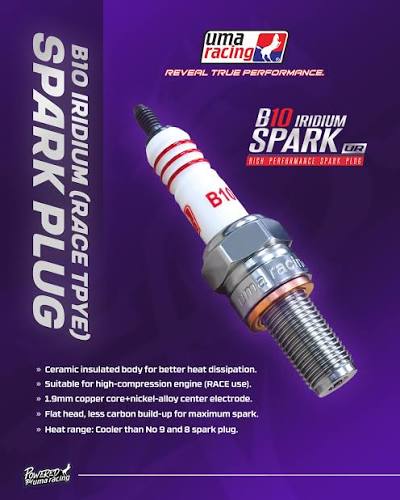 uma
racing
REVEAL TRUE PERFORMANCE.
B10 IRIDIUM (RACE TPYE)
SPARK PLUG
B10 IRIDIUM
SPARK UR
HIGH PERFORMANCE SPARK PLUG
B10
uma racing
» Ceramic insulated body for better heat dissipation.
» Suitable for high-compression engine (RACE use).
» 1.9mm copper core+nickel-alloy center electrode.
» Flat head, less carbon build-up for maximum spark.
» Heat range: Cooler than No 9 and 8 spark plug.
POWERED
by uma racing